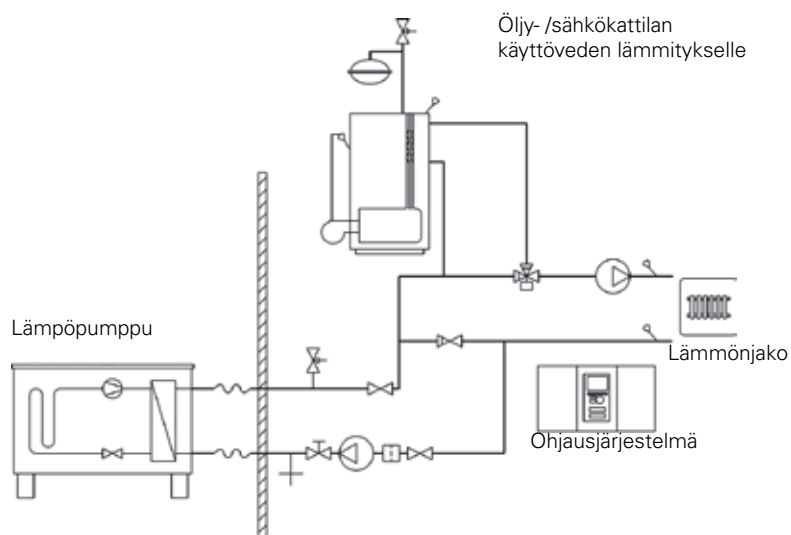 Öljy- /sähkökattilan
käyttöveden lämmitykselle
Lämpöpumppu
Lämmönjako
Ohjausjärjestelmä